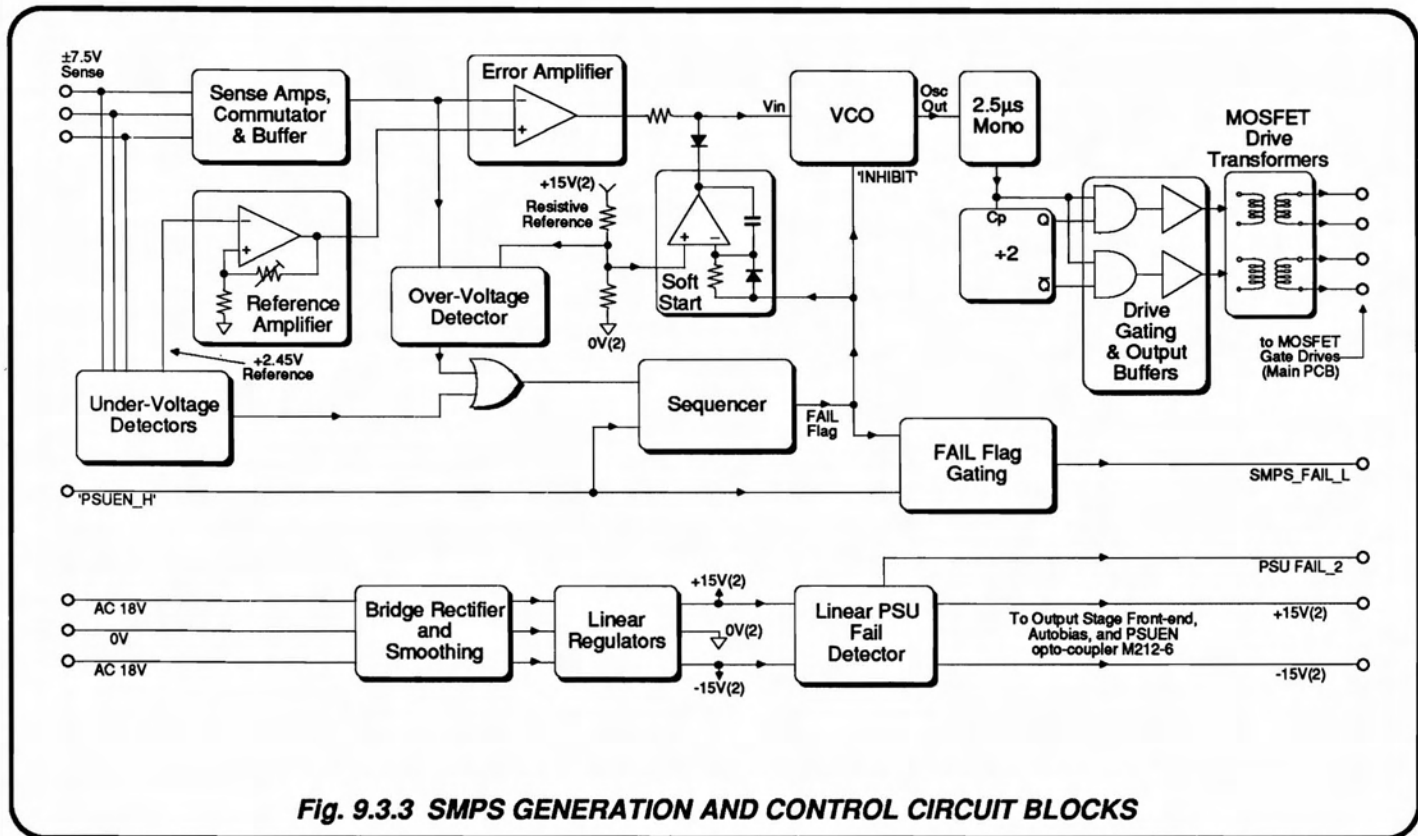 ±7.5V
Sense
Sense Amps,
Commutator
& Buffer
Error Amplifier
−
+
Vin
VCO
'INHIBIT'
Osc
Out
2.5µs
Mono
MOSFET
Drive
Transformers
+15V(2)
Resistive
Reference
0V(2)
−
+
Reference
Amplifier
+2.45V
Reference
Over-Voltage
Detector
+
−
Soft
Start
Cp
Q
÷2
Q̅
Drive
Gating
& Output
Buffers
to MOSFET
Gate Drives
(Main PCB)
Under-Voltage
Detectors
Sequencer
FAIL
Flag
FAIL Flag
Gating
SMPS_FAIL_L
'PSUEN_H'
PSU FAIL_2
AC 18V
0V
AC 18V
Bridge Rectifier
and
Smoothing
Linear
Regulators
+15V(2)
0V(2)
-15V(2)
Linear PSU
Fail
Detector
To Output Stage Front-end,
Autobias, and PSUEN
opto-coupler M212-6
+15V(2)
-15V(2)
Fig. 9.3.3 SMPS GENERATION AND CONTROL CIRCUIT BLOCKS